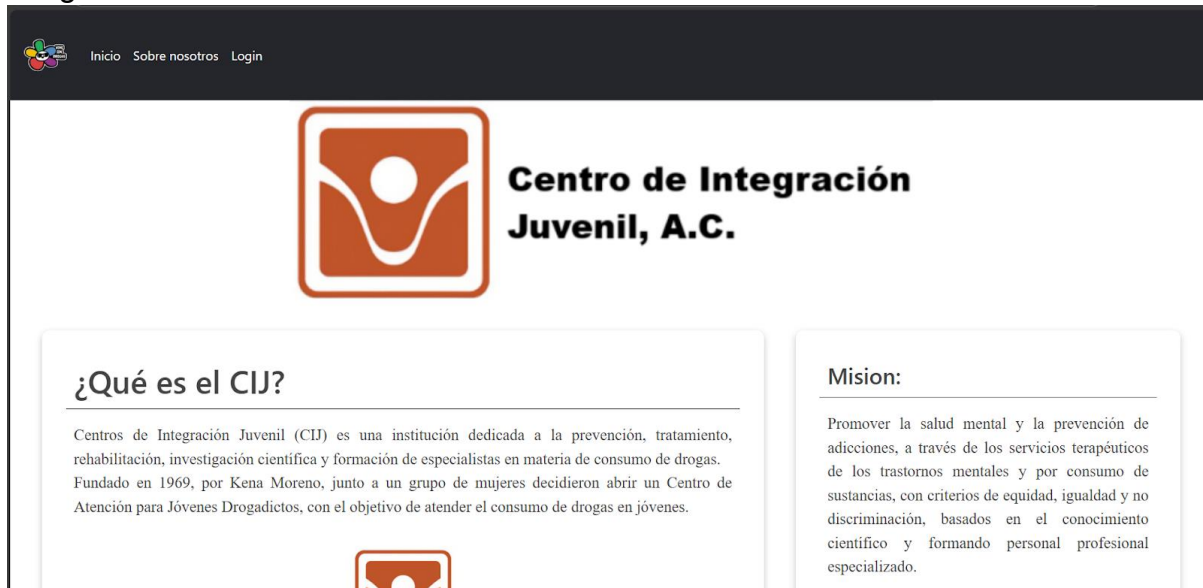 Inicio Sobre nosotros Login
Centro de Integración
Juvenil, A.C.
¿Qué es el CIJ?
Centros de Integración Juvenil (CIJ) es una institución dedicada a la prevención, tratamiento,
rehabilitación, investigación científica y formación de especialistas en materia de consumo de drogas.
Fundado en 1969, por Kena Moreno, junto a un grupo de mujeres decidieron abrir un Centro de
Atención para Jóvenes Drogadictos, con el objetivo de atender el consumo de drogas en jóvenes.
Mision:
Promover la salud mental y la prevención de
adicciones, a través de los servicios terapéuticos
de los trastornos mentales y por consumo de
sustancias, con criterios de equidad, igualdad y no
discriminación, basados en el conocimiento
científico y formando personal profesional
especializado.